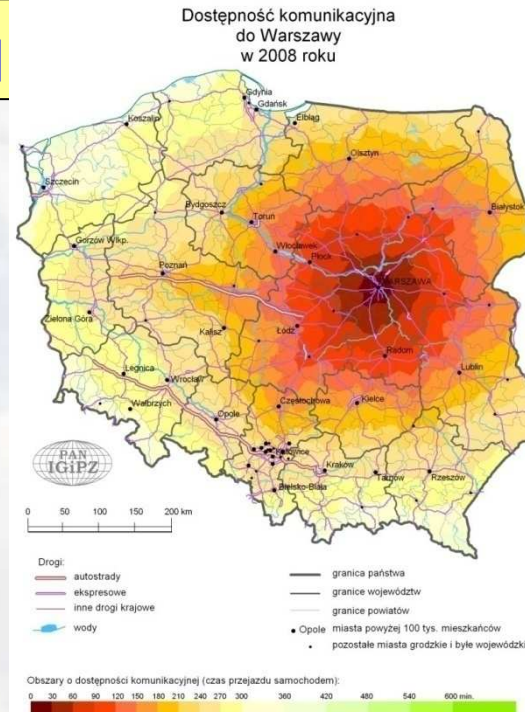 Dostępność komunikacyjna
do Warszawy
w 2008 roku
Gdynia
Gdańsk
Koszalin
Elbląg
Olsztyn
Szczecin
Białystok
Bydgoszcz
Toruń
Gorzów Wlkp.
Włocławek
Płock
Poznań
WARSZAWA
Zielona Góra
Kalisz
Łódź
Radom
Legnica
Lublin
Wrocław
Wałbrzych
Opole
Częstochowa
Kielce
PAN
IGiPZ
Katowice
Kraków
Tarnów
Rzeszów
Bielsko-Biała
0 50 100 150 200 km
Drogi:
autostrady
ekspresowe
inne drogi krajowe
wody
granica państwa
granice województw
granice powiatów
Opole miasta powyżej 100 tys. mieszkańców
pozostałe miasta grodzkie i byłe wojewódzki
Obszary o dostępności komunikacyjnej (czas przejazdu samochodem):
0 30 60 90 120 150 180 210 240 270 300 360 420 480 540 600 min.